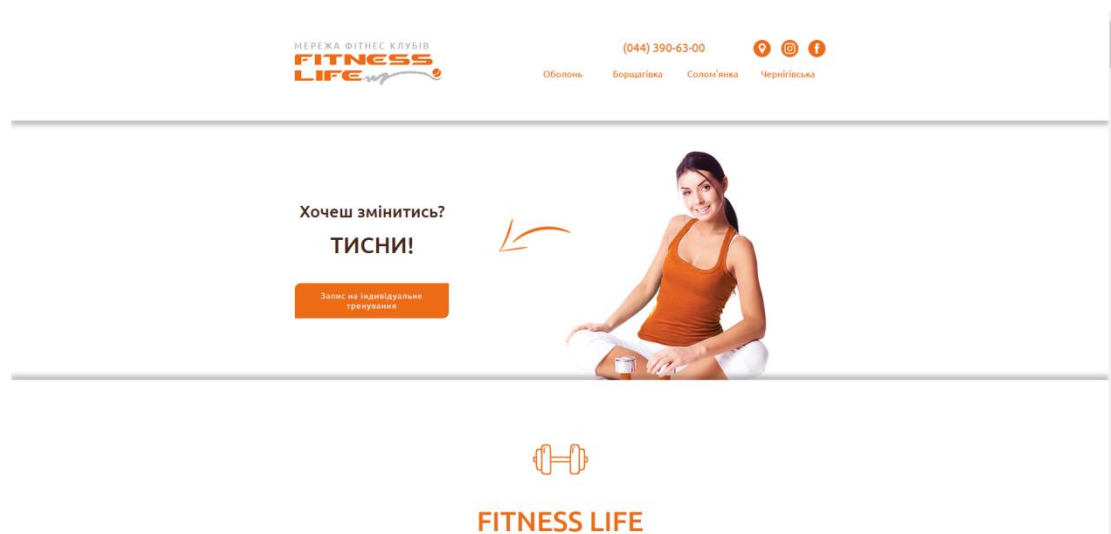 МЕРЕЖА ФІТНЕС КЛУБІВ
FITNESS
LIFE
(044) 390-63-00
Оболонь Борщагівка Солом'янка Чернігівська
Хочеш змінитись?
ТИСНИ!
Запис на індивідуальне
тренування
FITNESS LIFE